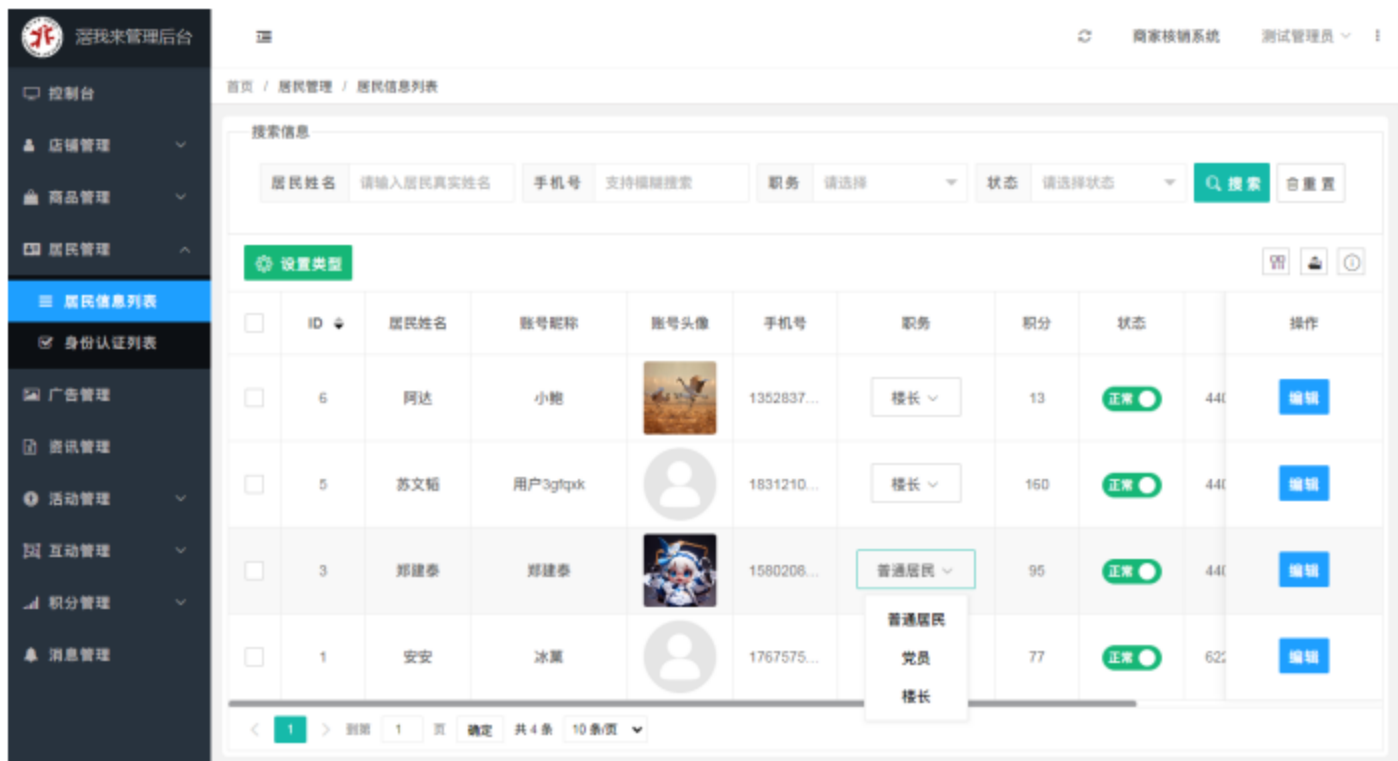 滘我来管理后台
商家核销系统 测试管理员
首页 / 居民管理 / 居民信息列表
控制台
店铺管理
商品管理
居民管理
居民信息列表
身份认证列表
广告管理
资讯管理
活动管理
互动管理
积分管理
消息管理
搜索信息
居民姓名 请输入居民真实姓名 手机号 支持模糊搜索 职务 请选择 状态 请选择状态 搜索 重置
设置类型
ID 居民姓名 账号昵称 账号头像 手机号 职务 积分 状态 操作
6 阿达 小鲍 1352837... 楼长 13 正常 440 编辑
5 苏文韬 用户3gfqxk 1831210... 楼长 160 正常 440 编辑
3 郑建泰 郑建泰 1580208... 普通居民 95 正常 440 编辑
普通居民
党员
楼长
1 安安 冰菓 1767575... 77 正常 622 编辑
1 到第 1 页 确定 共 4 条 10 条/页